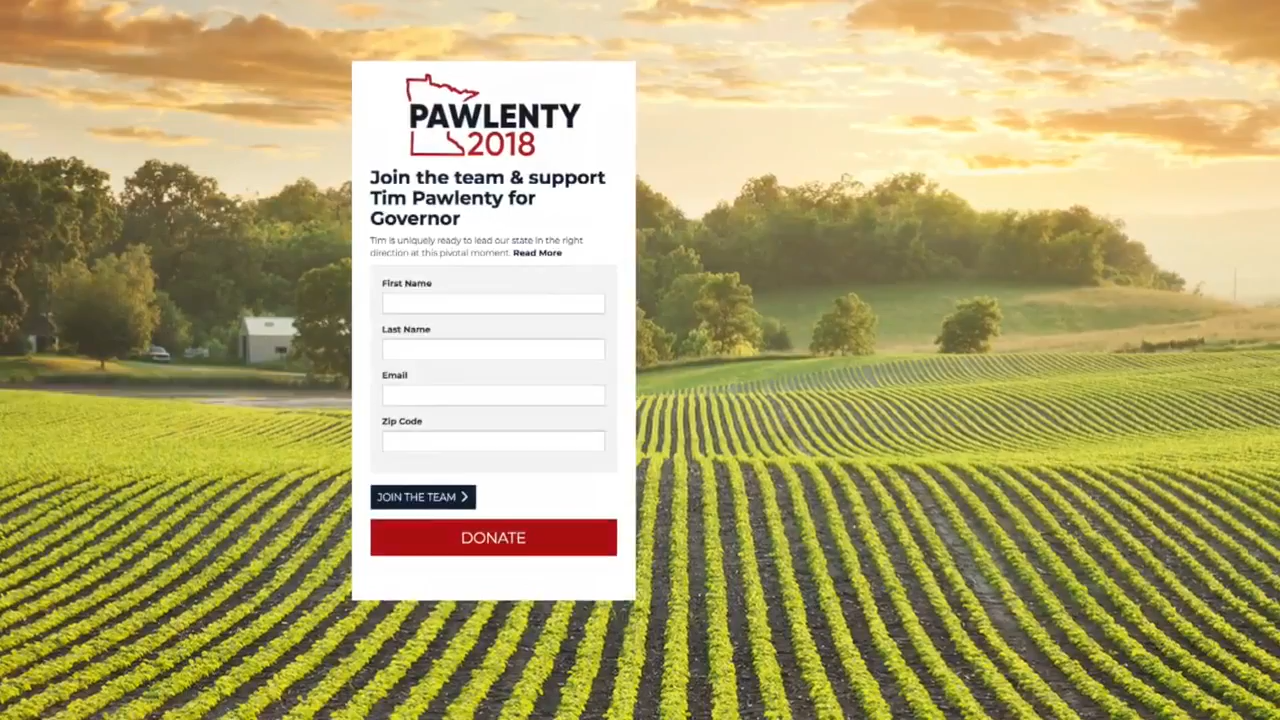 PAWLENTY
2018
Join the team & support
Tim Pawlenty for
Governor
Tim is uniquely ready to lead our state in the right
direction at this pivotal moment. Read More
First Name
Last Name
Email
Zip Code
JOIN THE TEAM
DONATE